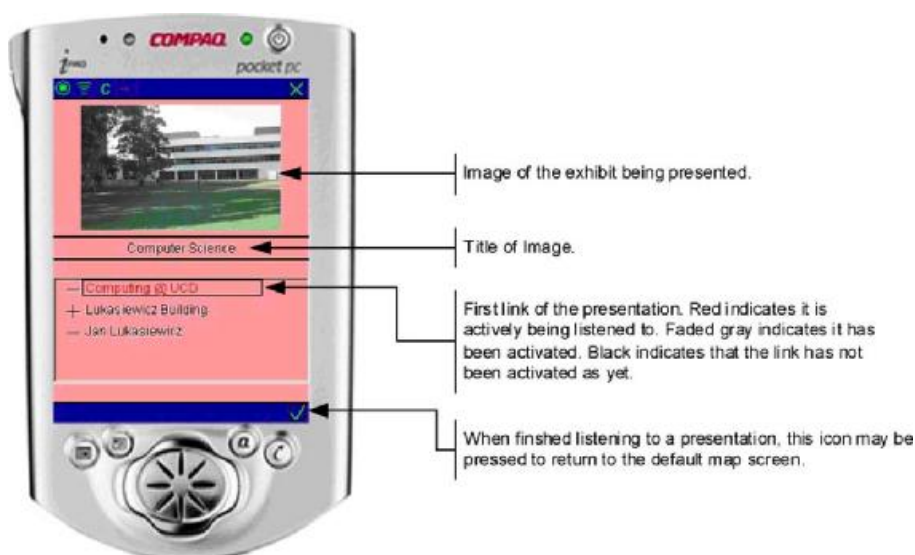 COMPAQ
iPAQ
pocket pc
C
Computer Science
Computing @ UCD
Lukasiewicz Building
Jan Lukasiewicz
a
Image of the exhibit being presented.
Title of Image.
First link of the presentation. Red indicates it is
actively being listened to. Faded gray indicates it has
been activated. Black indicates that the link has not
been activated as yet.
When finshed listening to a presentation, this icon may be
pressed to return to the default map screen.